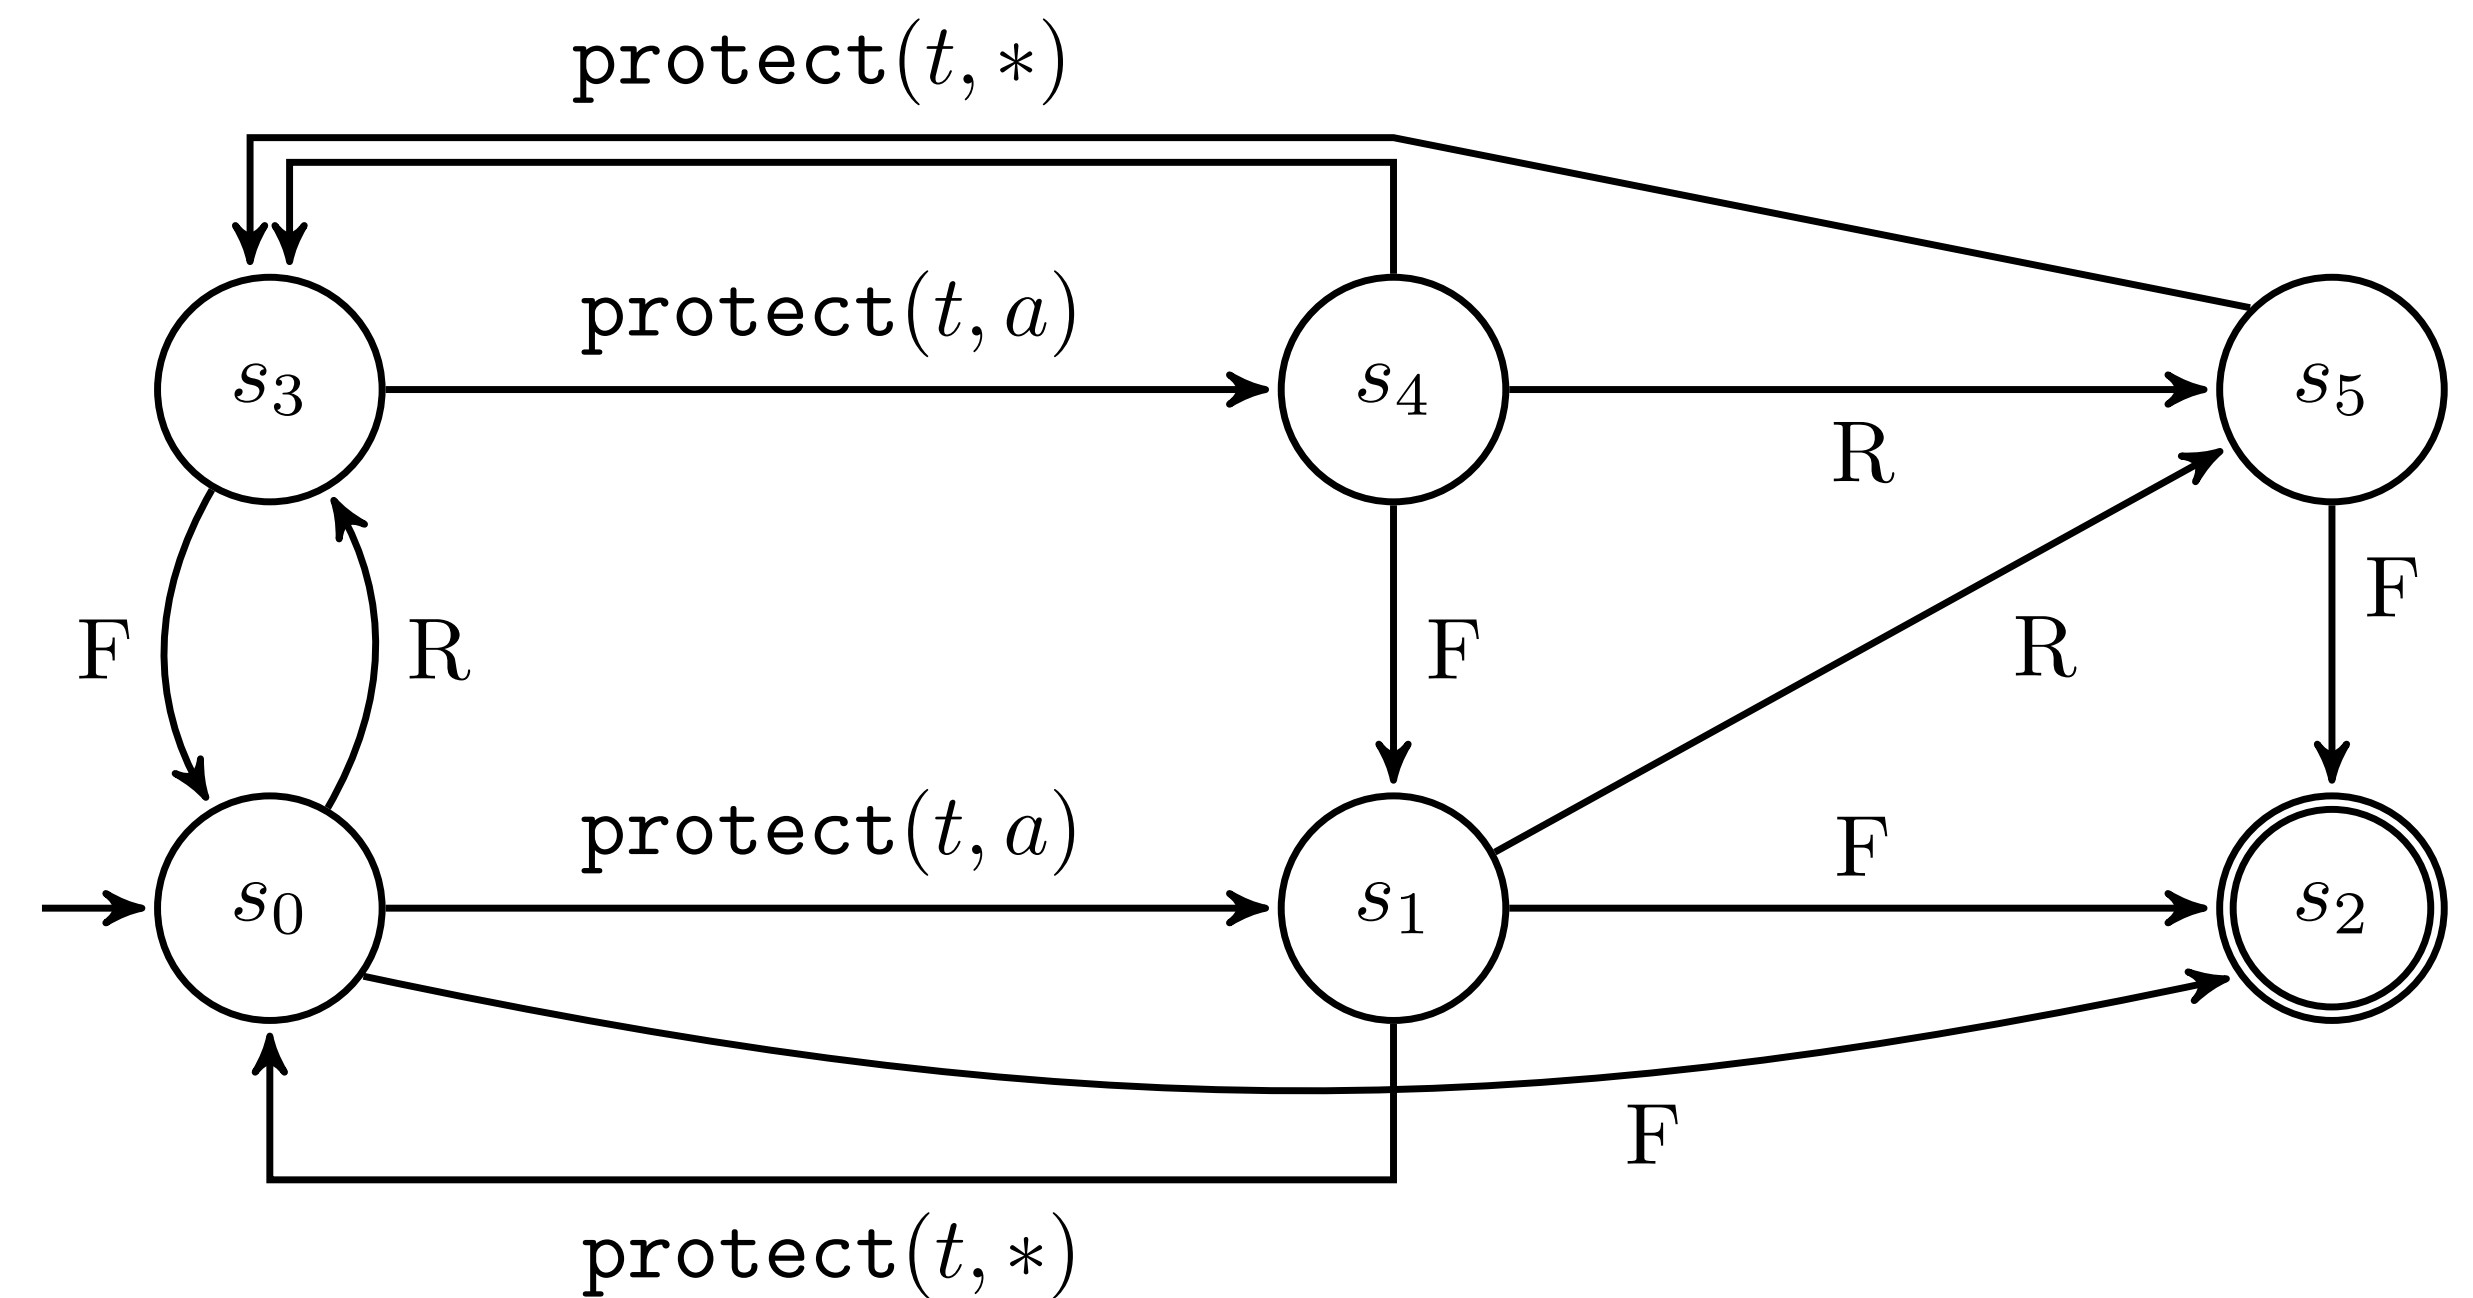 protect(t, ∗)
protect(t, a)
s₃
s₄
s₅
R
F
R
F
R
F
protect(t, a)
F
s₀
s₁
s₂
F
protect(t, ∗)